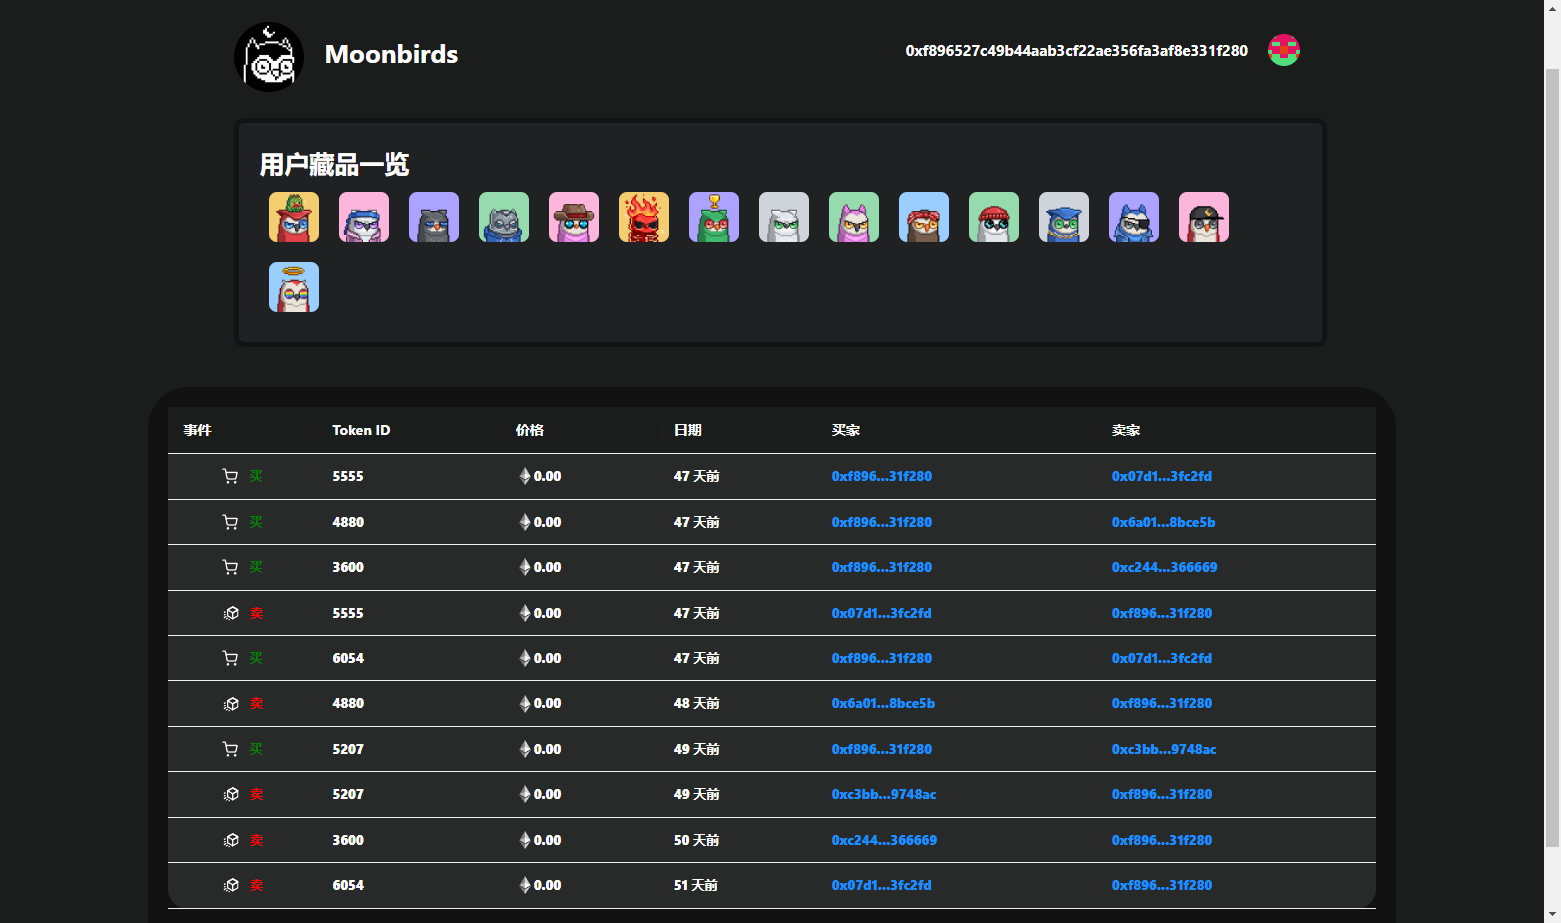 Moonbirds
0xf896527c49b44aab3cf22ae356fa3af8e331f280
用户藏品一览
事件 Token ID 价格 日期 买家 卖家
买 5555 0.00 47 天前 0xf896...31f280 0x07d1...3fc2fd
买 4880 0.00 47 天前 0xf896...31f280 0x6a01...8bce5b
买 3600 0.00 47 天前 0xf896...31f280 0xc244...366669
卖 5555 0.00 47 天前 0x07d1...3fc2fd 0xf896...31f280
买 6054 0.00 47 天前 0xf896...31f280 0x07d1...3fc2fd
卖 4880 0.00 48 天前 0x6a01...8bce5b 0xf896...31f280
买 5207 0.00 49 天前 0xf896...31f280 0xc3bb...9748ac
卖 5207 0.00 49 天前 0xc3bb...9748ac 0xf896...31f280
卖 3600 0.00 50 天前 0xc244...366669 0xf896...31f280
卖 6054 0.00 51 天前 0x07d1...3fc2fd 0xf896...31f280